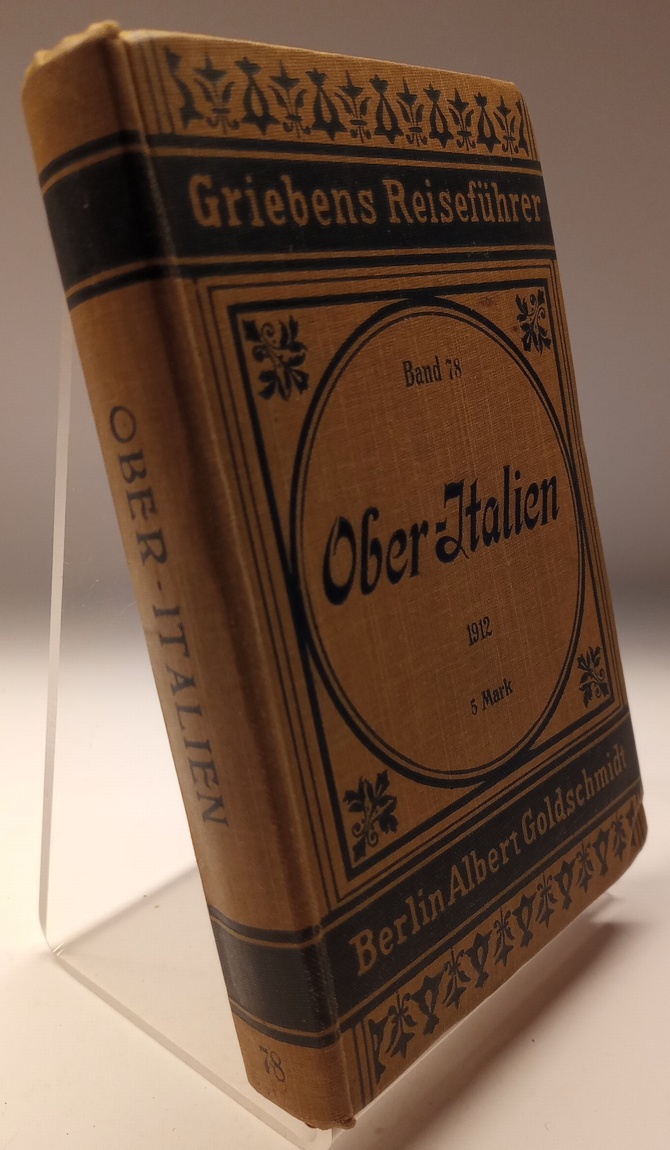 Griebens Reiseführer
Band 78
Ober-Italien
1912
5 Mark
Berlin Albert Goldschmidt
OBER-ITALIEN
78